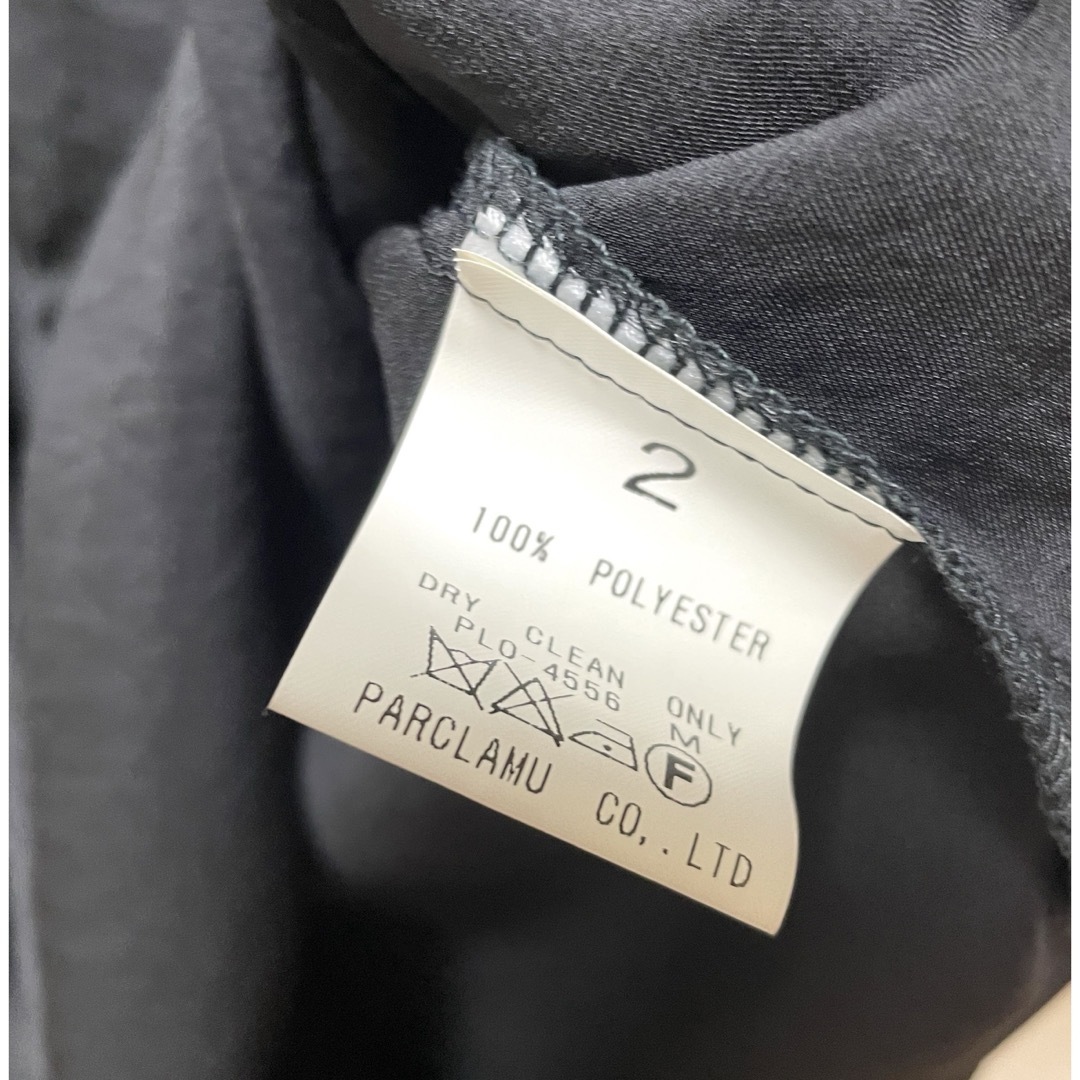 2
100% POLYESTER
DRY CLEAN ONLY
PLO-4556 M
F
PARCLAMU CO,.LTD